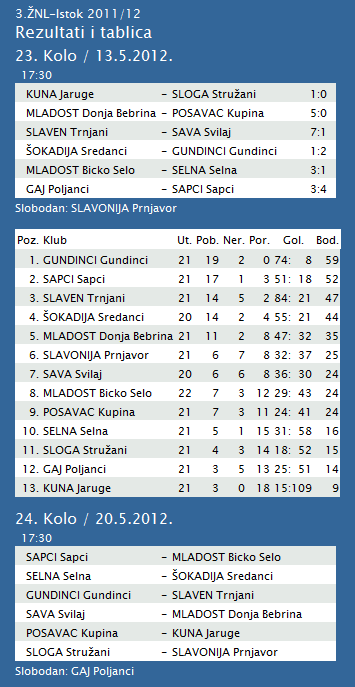 3.ŽNL-Istok 2011/12
Rezultati i tablica
23. Kolo / 13.5.2012.
17:30
KUNA Jaruge - SLOGA Stružani 1:0
MLADOST Donja Bebrina - POSAVAC Kupina 5:0
SLAVEN Trnjani - SAVA Svilaj 7:1
ŠOKADIJA Sredanci - GUNDINCI Gundinci 1:2
MLADOST Bicko Selo - SELNA Selna 3:1
GAJ Poljanci - SAPCI Sapci 3:4
Slobodan: SLAVONIJA Prnjavor
Poz. Klub Ut. Pob. Ner. Por. Gol. Bod.
1. GUNDINCI Gundinci 21 19 2 0 74: 8 59
2. SAPCI Sapci 21 17 1 3 51: 18 52
3. SLAVEN Trnjani 21 14 5 2 84: 21 47
4. ŠOKADIJA Sredanci 20 14 2 4 55: 21 44
5. MLADOST Donja Bebrina 21 11 2 8 47: 32 35
6. SLAVONIJA Prnjavor 21 6 7 8 32: 37 25
7. SAVA Svilaj 20 6 6 8 36: 30 24
8. MLADOST Bicko Selo 22 7 3 12 29: 43 24
9. POSAVAC Kupina 21 7 3 11 24: 41 24
10. SELNA Selna 21 5 1 15 31: 58 16
11. SLOGA Stružani 21 4 3 14 18: 52 15
12. GAJ Poljanci 21 3 5 13 25: 51 14
13. KUNA Jaruge 21 3 0 18 15:109 9
24. Kolo / 20.5.2012.
17:30
SAPCI Sapci - MLADOST Bicko Selo
SELNA Selna - ŠOKADIJA Sredanci
GUNDINCI Gundinci - SLAVEN Trnjani
SAVA Svilaj - MLADOST Donja Bebrina
POSAVAC Kupina - KUNA Jaruge
SLOGA Stružani - SLAVONIJA Prnjavor
Slobodan: GAJ Poljanci